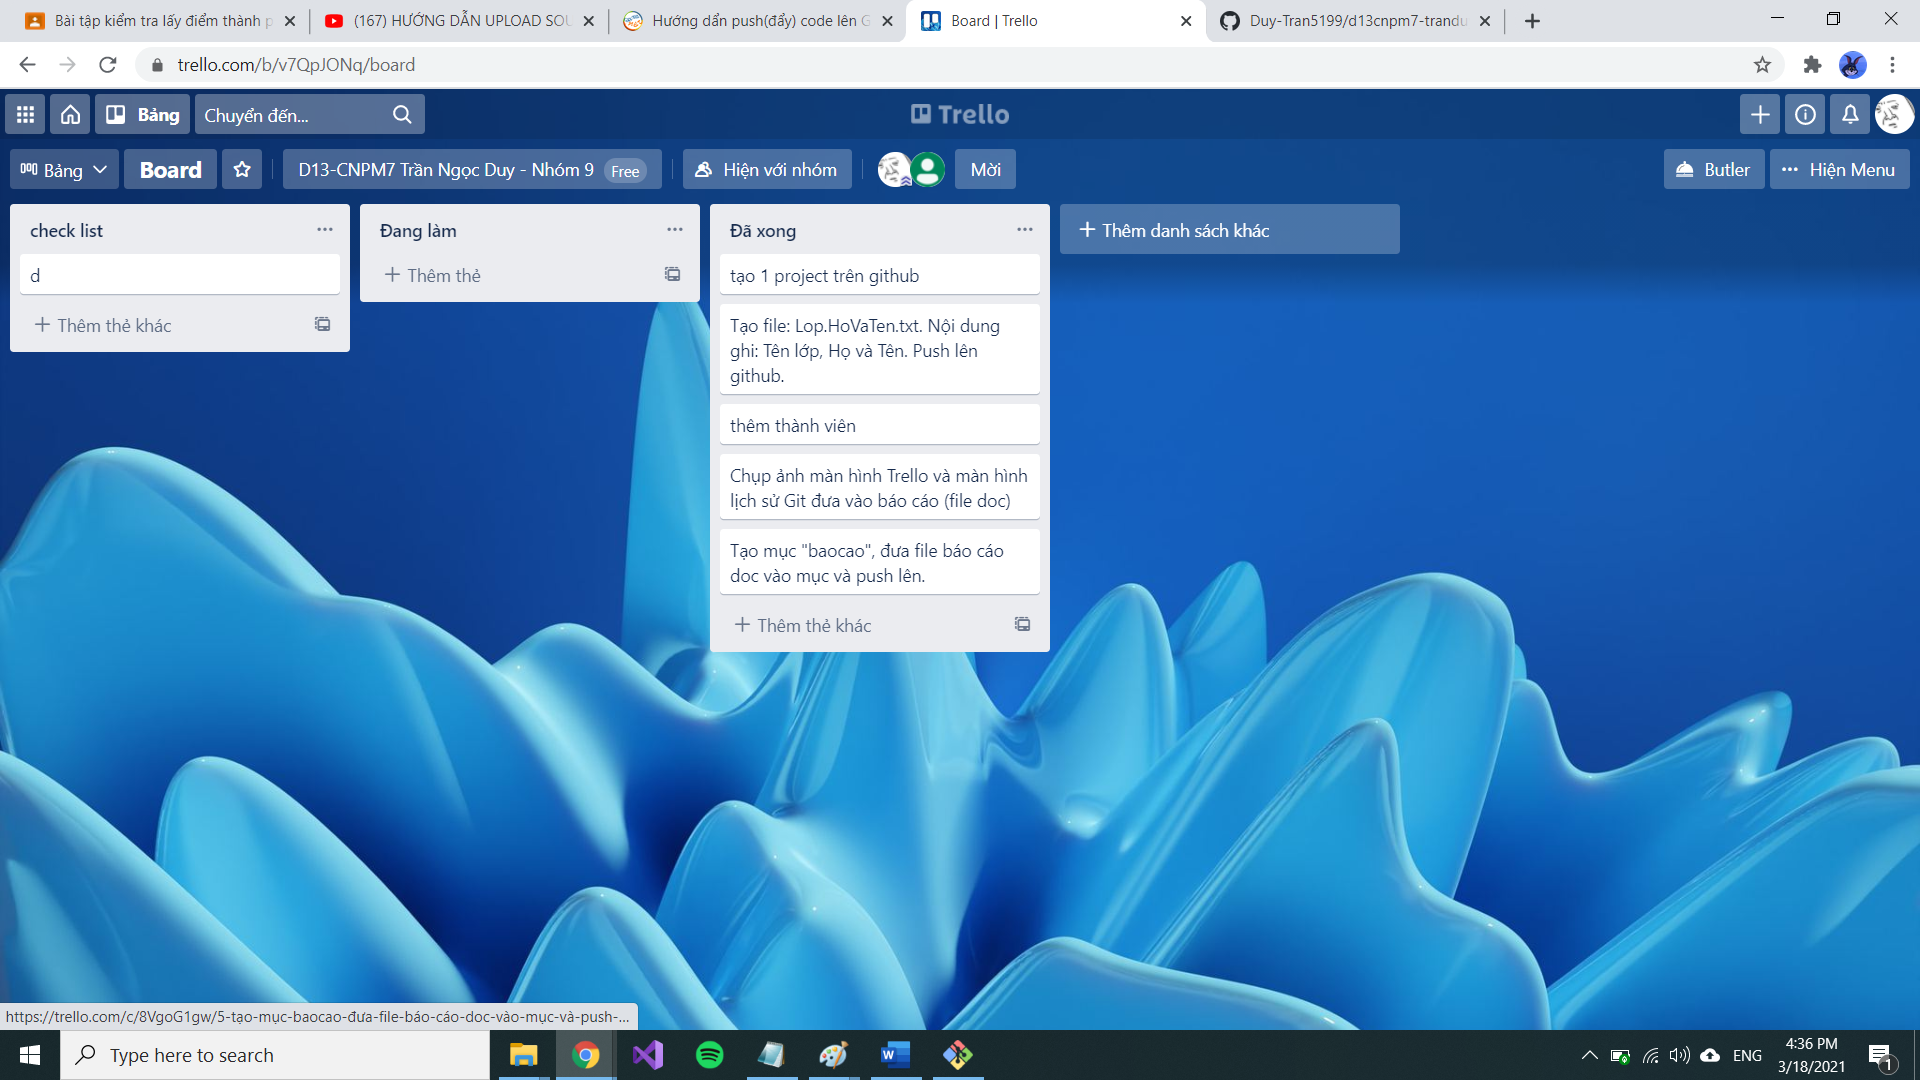 Bài tập kiểm tra lấy điểm thành p
(167) HƯỚNG DẪN UPLOAD SOU
Hướng dẩn push(đẩy) code lên G
Board | Trello
Duy-Tran5199/d13cnpm7-trandu
trello.com/b/v7QpJONq/board
Bảng
Chuyển đến...
Trello
Bảng
Board
D13-CNPM7 Trần Ngọc Duy - Nhóm 9 Free
Hiện với nhóm
Mời
Butler
Hiện Menu
check list
d
Thêm thẻ khác
Đang làm
Thêm thẻ
Đã xong
tạo 1 project trên github
Tạo file: Lop.HoVaTen.txt. Nội dung
ghi: Tên lớp, Họ và Tên. Push lên
github.
thêm thành viên
Chụp ảnh màn hình Trello và màn hình
lịch sử Git đưa vào báo cáo (file doc)
Tạo mục "baocao", đưa file báo cáo
doc vào mục và push lên.
Thêm thẻ khác
Thêm danh sách khác
https://trello.com/c/8VgoG1gw/5-tạo-mục-baocao-đưa-file-báo-cáo-doc-vào-mục-và-push-...
Type here to search
ENG
4:36 PM
3/18/2021
1